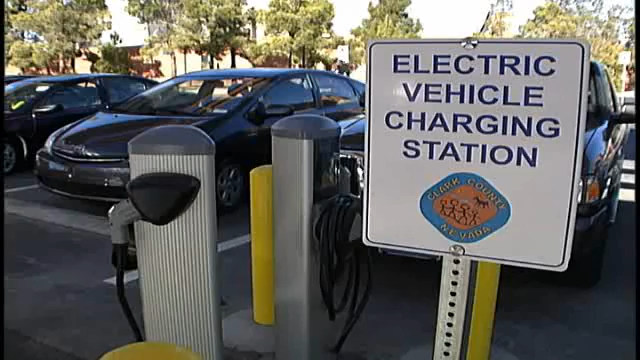 ELECTRIC
VEHICLE
CHARGING
STATION
CLARK COUNTY
NEVADA